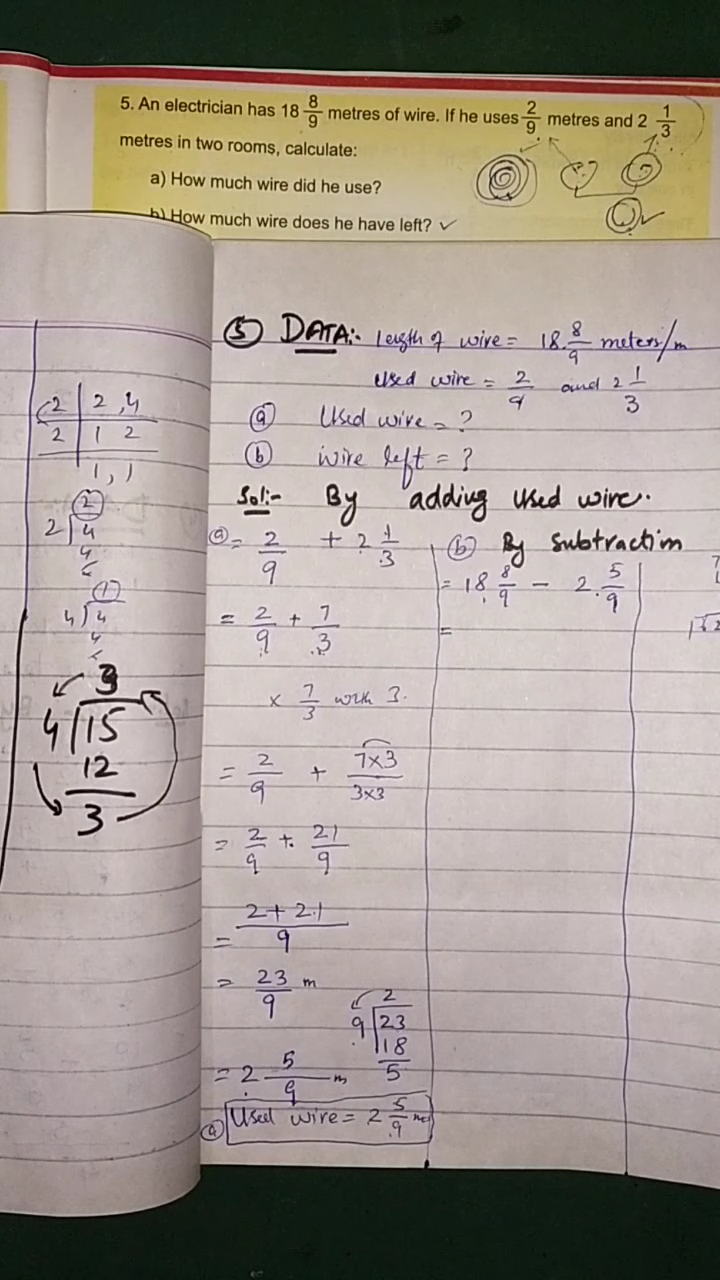 5. An electrician has 18 8/9 metres of wire. If he uses 2/9 metres and 2 1/3
metres in two rooms, calculate:
a) How much wire did he use?
b) How much wire does he have left? ✓
⑤ DATA:- Length of wire = 18 8/9 meters/m
Used wire = 2/9 and 2 1/3
ⓐ Used wire = ?
ⓑ wire left = ?
Sol:- By adding used wire.
ⓐ = 2/9 + 2 1/3
= 2/9 + 7/3
x 7/3 with 3.
= 2/9 + 7x3/3x3
= 2/9 + 21/9
= 2+21/9
= 23/9 m
2
9 23
18
5
= 2 5/9 m
ⓐ Used wire = 2 5/9 m
ⓑ By subtraction
= 18 8/9 - 2 5/9
=
2 2,4
2 1 2
1,1
2
2 4
4
1
4 4
4
3
4 15
12
3